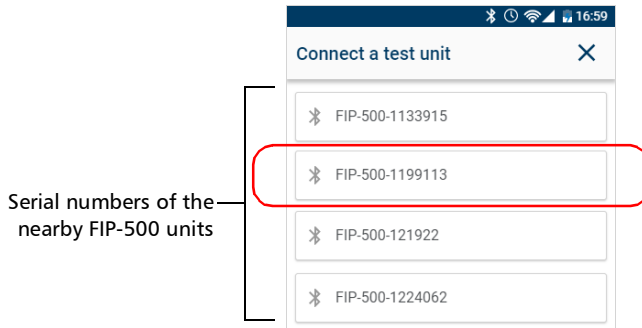 16:59
Connect a test unit
FIP-500-1133915
FIP-500-1199113
Serial numbers of the
nearby FIP-500 units
FIP-500-121922
FIP-500-1224062